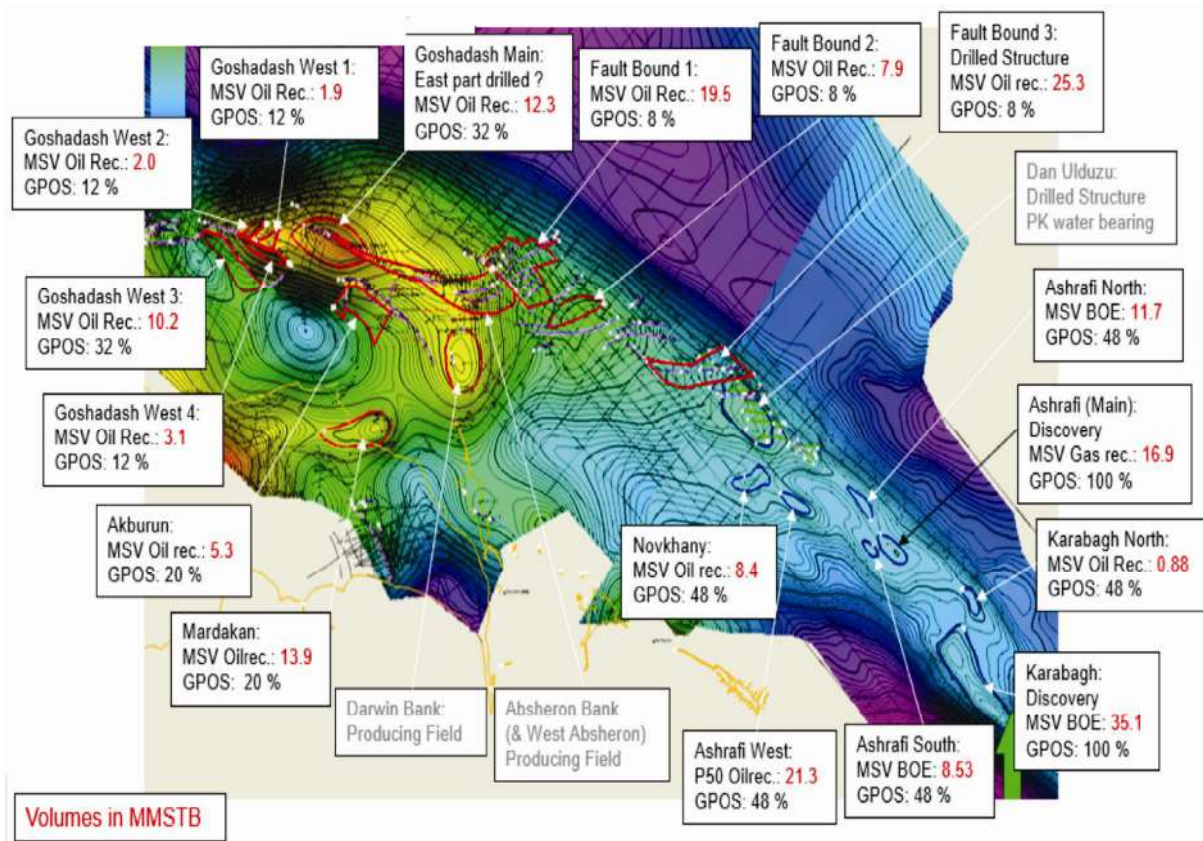 Goshadash West 1:
MSV Oil Rec.: 1.9
GPOS: 12 %
Goshadash Main:
East part drilled ?
MSV Oil Rec.: 12.3
GPOS: 32 %
Fault Bound 1:
MSV Oil Rec.: 19.5
GPOS: 8 %
Fault Bound 2:
MSV Oil Rec.: 7.9
GPOS: 8 %
Fault Bound 3:
Drilled Structure
MSV Oil rec.: 25.3
GPOS: 8 %
Goshadash West 2:
MSV Oil Rec.: 2.0
GPOS: 12 %
Dan Ulduzu:
Drilled Structure
PK water bearing
Ashrafi North:
MSV BOE: 11.7
GPOS: 48 %
Goshadash West 3:
MSV Oil Rec.: 10.2
GPOS: 32 %
Goshadash West 4:
MSV Oil Rec.: 3.1
GPOS: 12 %
Ashrafi (Main):
Discovery
MSV Gas rec.: 16.9
GPOS: 100 %
Akburun:
MSV Oil rec.: 5.3
GPOS: 20 %
Novkhany:
MSV Oil rec.: 8.4
GPOS: 48 %
Karabagh North:
MSV Oil Rec.: 0.88
GPOS: 48 %
Mardakan:
MSV Oilrec.: 13.9
GPOS: 20 %
Darwin Bank:
Producing Field
Absheron Bank
(& West Absheron)
Producing Field
Ashrafi West:
P50 Oilrec.: 21.3
GPOS: 48 %
Ashrafi South:
MSV BOE: 8.53
GPOS: 48 %
Karabagh:
Discovery
MSV BOE: 35.1
GPOS: 100 %
Volumes in MMSTB